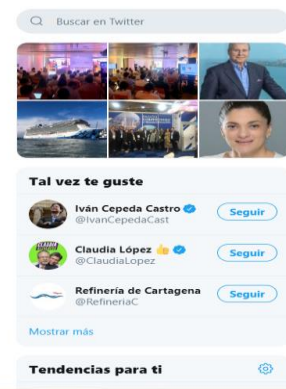 Buscar en Twitter
Tal vez te guste
Iván Cepeda Castro
@IvanCepedaCast
Seguir
Claudia López 👍
@ClaudiaLopez
Seguir
Refinería de Cartagena
@RefineriaC
Seguir
Mostrar más
Tendencias para ti